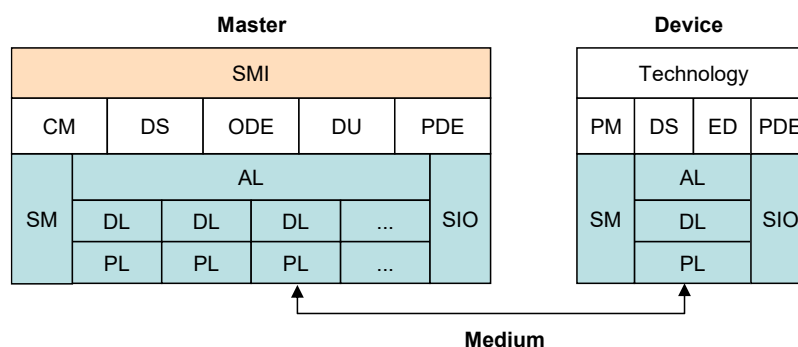 Master Device
SMI Technology
CM DS ODE DU PDE PM DS ED PDE
AL AL
SM DL DL DL ... SIO SM DL SIO
PL PL PL ... PL
Medium